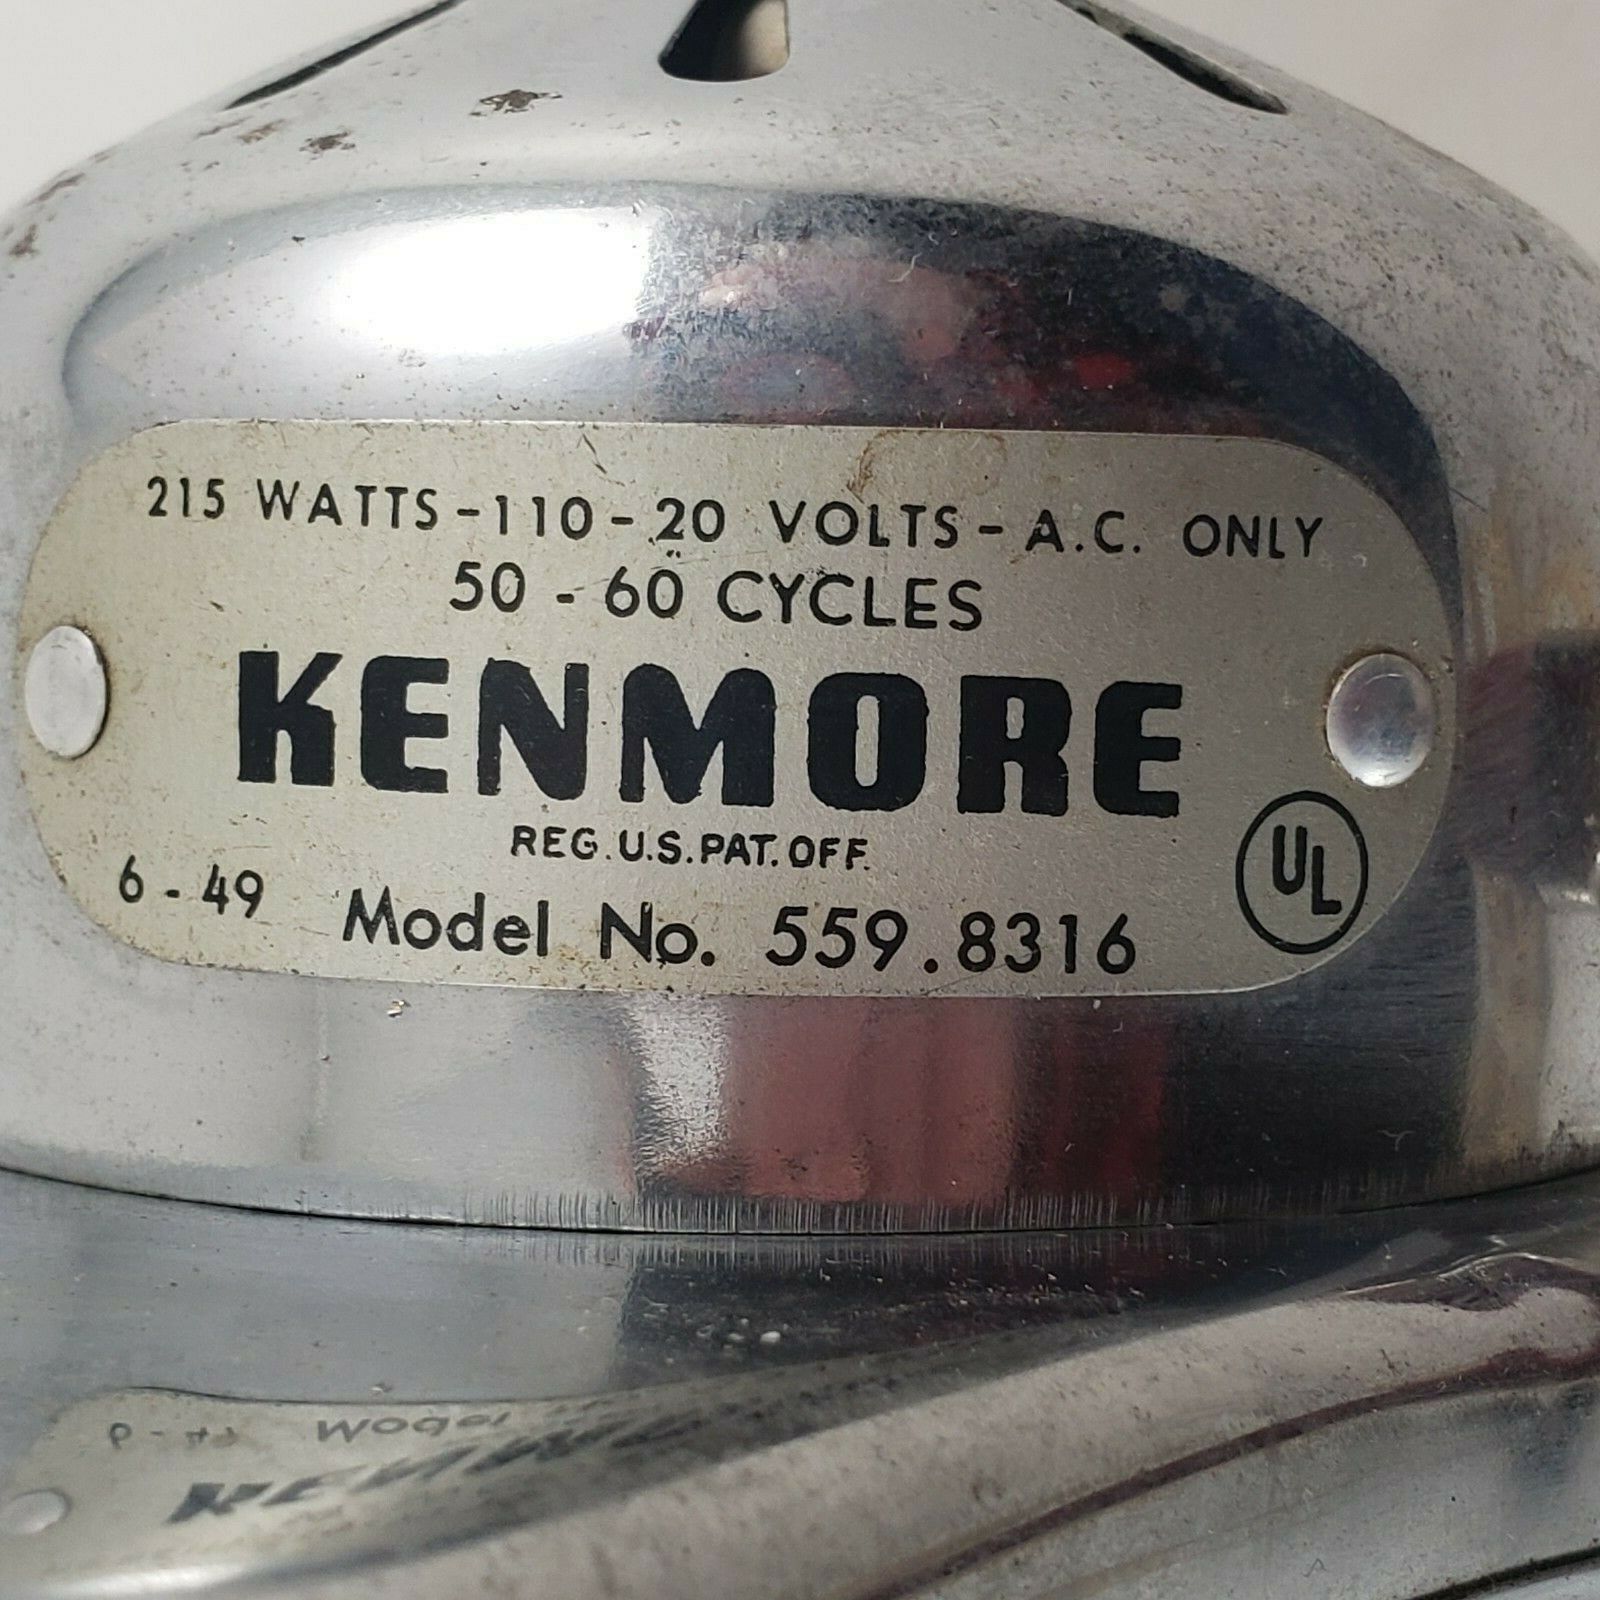 215 WATTS-110-20 VOLTS-A.C. ONLY
50 - 60 CYCLES
KENMORE
REG. U.S. PAT. OFF.
UL
6 - 49 Model No. 559.8316